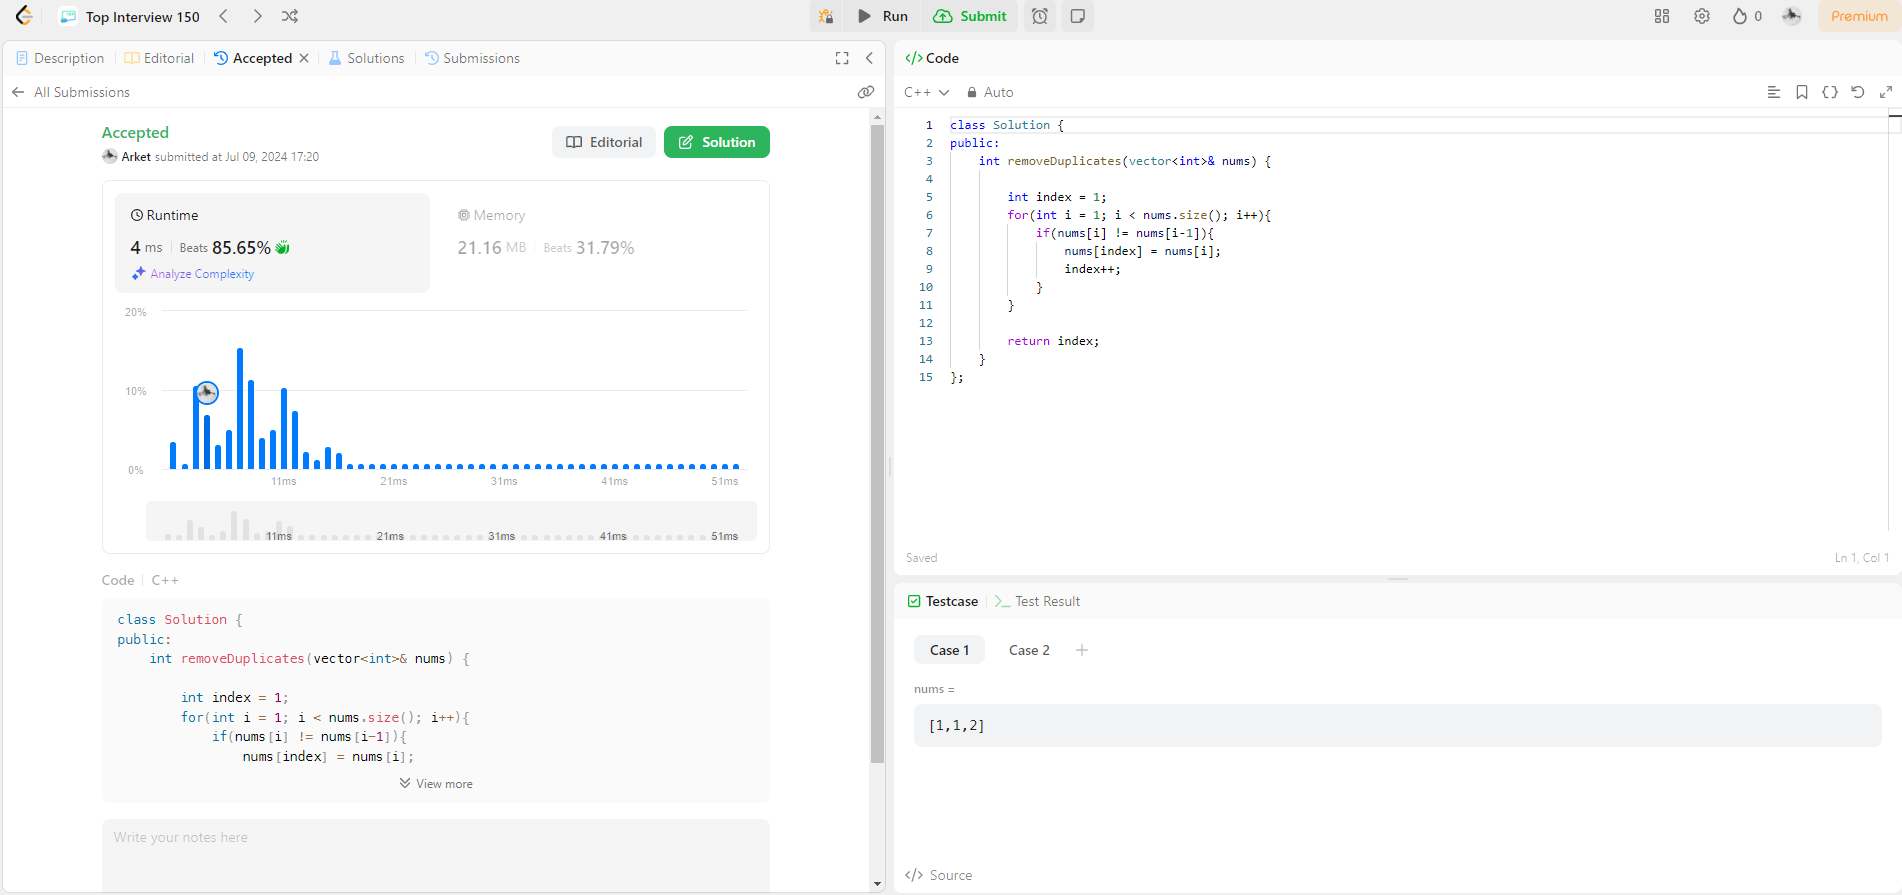 Top Interview 150
Run
Submit
0
Premium
Description
Editorial
Accepted
Solutions
Submissions
All Submissions
Accepted
Arket submitted at Jul 09, 2024 17:20
Editorial
Solution
Runtime
4 ms
Beats 85.65%
Analyze Complexity
Memory
21.16 MB
Beats 31.79%
20%
10%
0%
11ms
21ms
31ms
41ms
51ms
11ms
21ms
31ms
41ms
51ms
Code
C++
class Solution {
public:
    int removeDuplicates(vector<int>& nums) {
        int index = 1;
        for(int i = 1; i < nums.size(); i++){
            if(nums[i] != nums[i-1]){
                nums[index] = nums[i];
View more
Write your notes here
</> Code
C++
Auto
1 class Solution {
2 public:
3     int removeDuplicates(vector<int>& nums) {
4
5         int index = 1;
6         for(int i = 1; i < nums.size(); i++){
7             if(nums[i] != nums[i-1]){
8                 nums[index] = nums[i];
9                 index++;
10             }
11         }
12
13         return index;
14     }
15 };
Saved
Ln 1, Col 1
Testcase
Test Result
Case 1
Case 2
nums =
[1,1,2]
</> Source